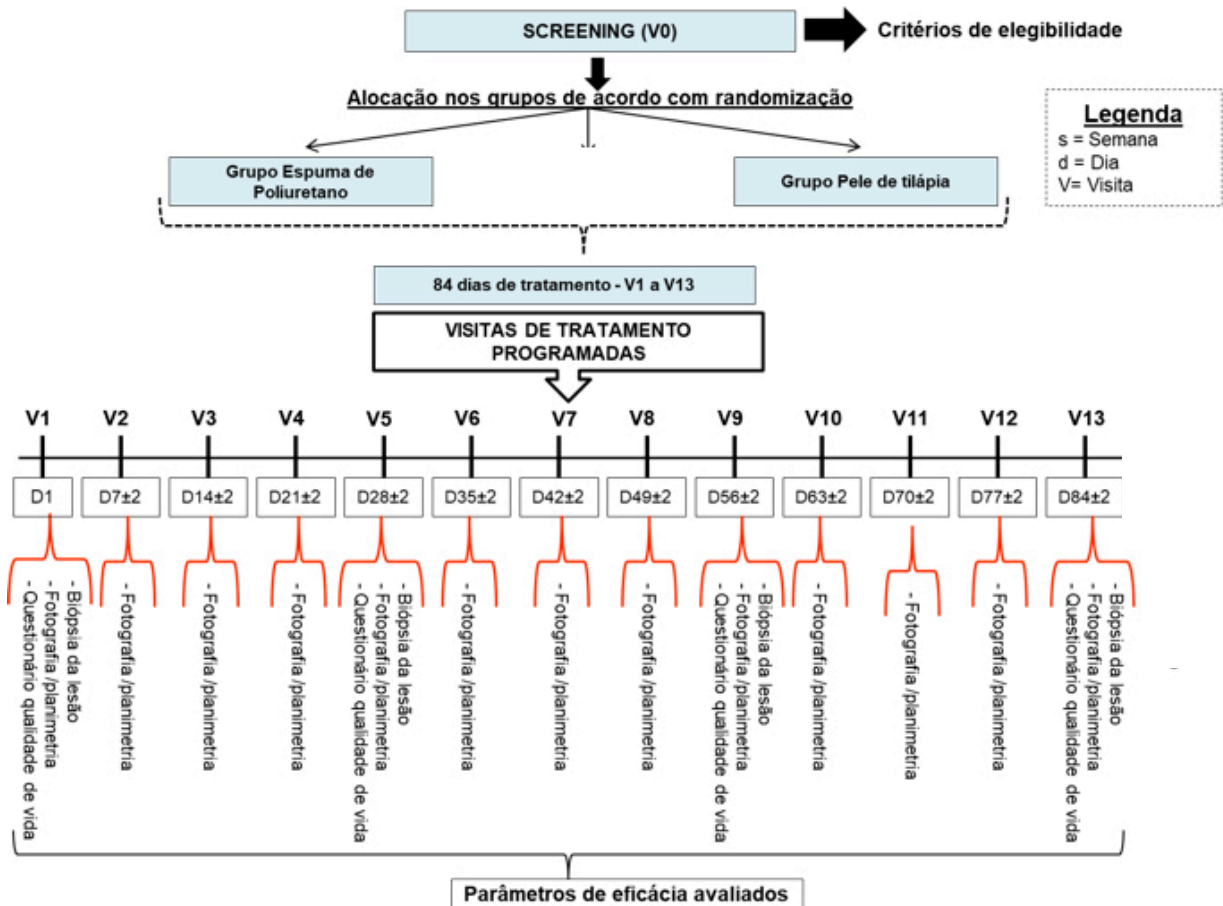 SCREENING (V0)
Critérios de elegibilidade
Alocação nos grupos de acordo com randomização
Legenda
s = Semana
d = Dia
V= Visita
Grupo Espuma de
Poliuretano
Grupo Pele de tilápia
84 dias de tratamento - V1 a V13
VISITAS DE TRATAMENTO
PROGRAMADAS
V1 V2 V3 V4 V5 V6 V7 V8 V9 V10 V11 V12 V13
D1 D7±2 D14±2 D21±2 D28±2 D35±2 D42±2 D49±2 D56±2 D63±2 D70±2 D77±2 D84±2
- Biópsia da lesão
- Fotografia /planimetria
- Questionário qualidade de vida
- Fotografia /planimetria
- Fotografia /planimetria
- Fotografia /planimetria
- Biópsia da lesão
- Fotografia /planimetria
- Questionário qualidade de vida
- Fotografia /planimetria
- Fotografia /planimetria
- Fotografia /planimetria
- Biópsia da lesão
- Fotografia /planimetria
- Questionário qualidade de vida
- Fotografia /planimetria
- Fotografia /planimetria
- Fotografia /planimetria
- Biópsia da lesão
- Fotografia /planimetria
- Questionário qualidade de vida
Parâmetros de eficácia avaliados